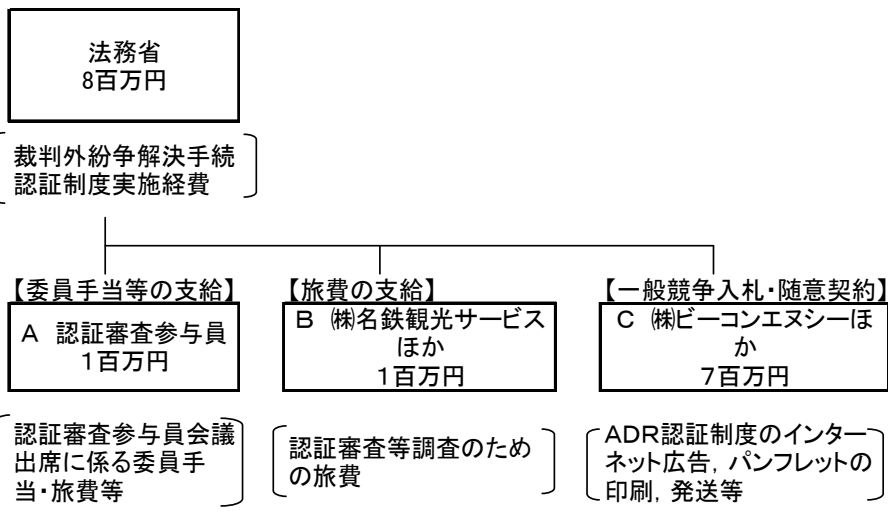 法務省
8百万円
裁判外紛争解決手続
認証制度実施経費
【委員手当等の支給】
A 認証審査参与員
1百万円
認証審査参与員会議
出席に係る委員手
当・旅費等
【旅費の支給】
B ㈱名鉄観光サービス
ほか
1百万円
認証審査等調査のため
の旅費
【一般競争入札・随意契約】
C ㈱ビーコンエヌシーほ
か
7百万円
ADR認証制度のインター
ネット広告，パンフレットの
印刷，発送等